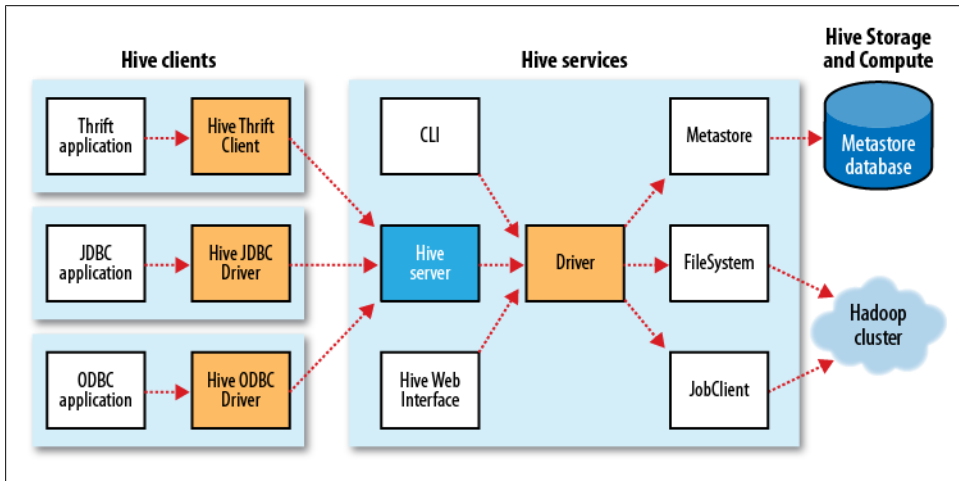 Hive clients
Hive services
Hive Storage
and Compute
Thrift
application
Hive Thrift
Client
CLI
Metastore
Metastore
database
JDBC
application
Hive JDBC
Driver
Hive
server
Driver
FileSystem
Hadoop
cluster
ODBC
application
Hive ODBC
Driver
Hive Web
Interface
JobClient